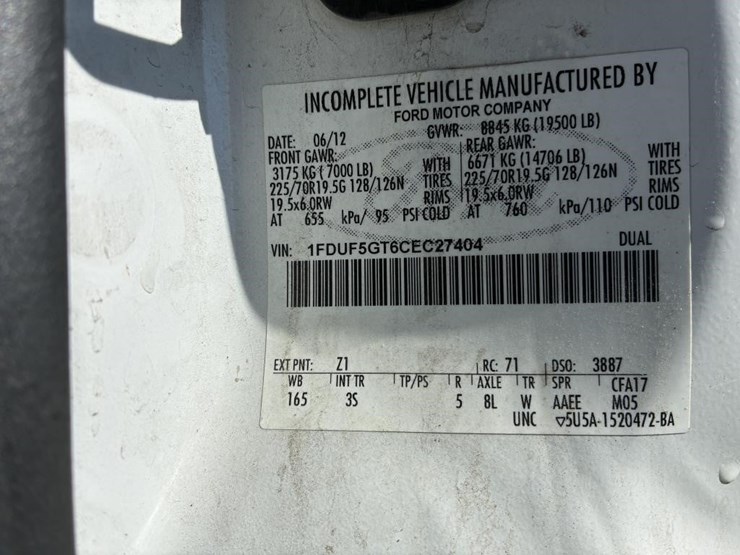 INCOMPLETE VEHICLE MANUFACTURED BY
FORD MOTOR COMPANY
DATE: 06/12 GVWR: 8845 KG (19500 LB)
FRONT GAWR: REAR GAWR:
3175 KG (7000 LB) WITH 6671 KG (14706 LB) WITH
225/70R19.5G 128/126N TIRES 225/70R19.5G 128/126N TIRES
19.5x6.0RW RIMS 19.5x6.0RW RIMS
AT 655 kPa/ 95 PSI COLD AT 760 kPa/110 PSI COLD
VIN: 1FDUF5GT6CEC27404 DUAL
EXT PNT: Z1 RC: 71 DSO: 3887
WB INT TR TP/PS R AXLE TR SPR CFA17
165 3S 5 8L W AAEE M05
UNC ▽5U5A-1520472-BA